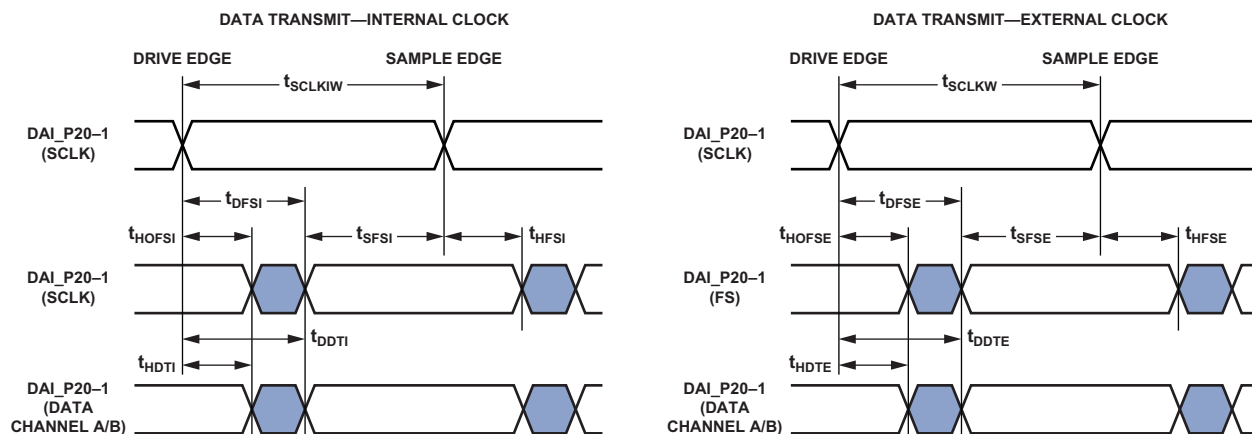 DATA TRANSMIT—INTERNAL CLOCK
DRIVE EDGE
SAMPLE EDGE
tSCLKIW
DAI_P20–1
(SCLK)
tDFSI
tHOFSI
tSFSI
tHFSI
DAI_P20–1
(SCLK)
tDDTI
tHDTI
DAI_P20–1
(DATA
CHANNEL A/B)
DATA TRANSMIT—EXTERNAL CLOCK
DRIVE EDGE
SAMPLE EDGE
tSCLKW
DAI_P20–1
(SCLK)
tDFSE
tHOFSE
tSFSE
tHFSE
DAI_P20–1
(FS)
tDDTE
tHDTE
DAI_P20–1
(DATA
CHANNEL A/B)